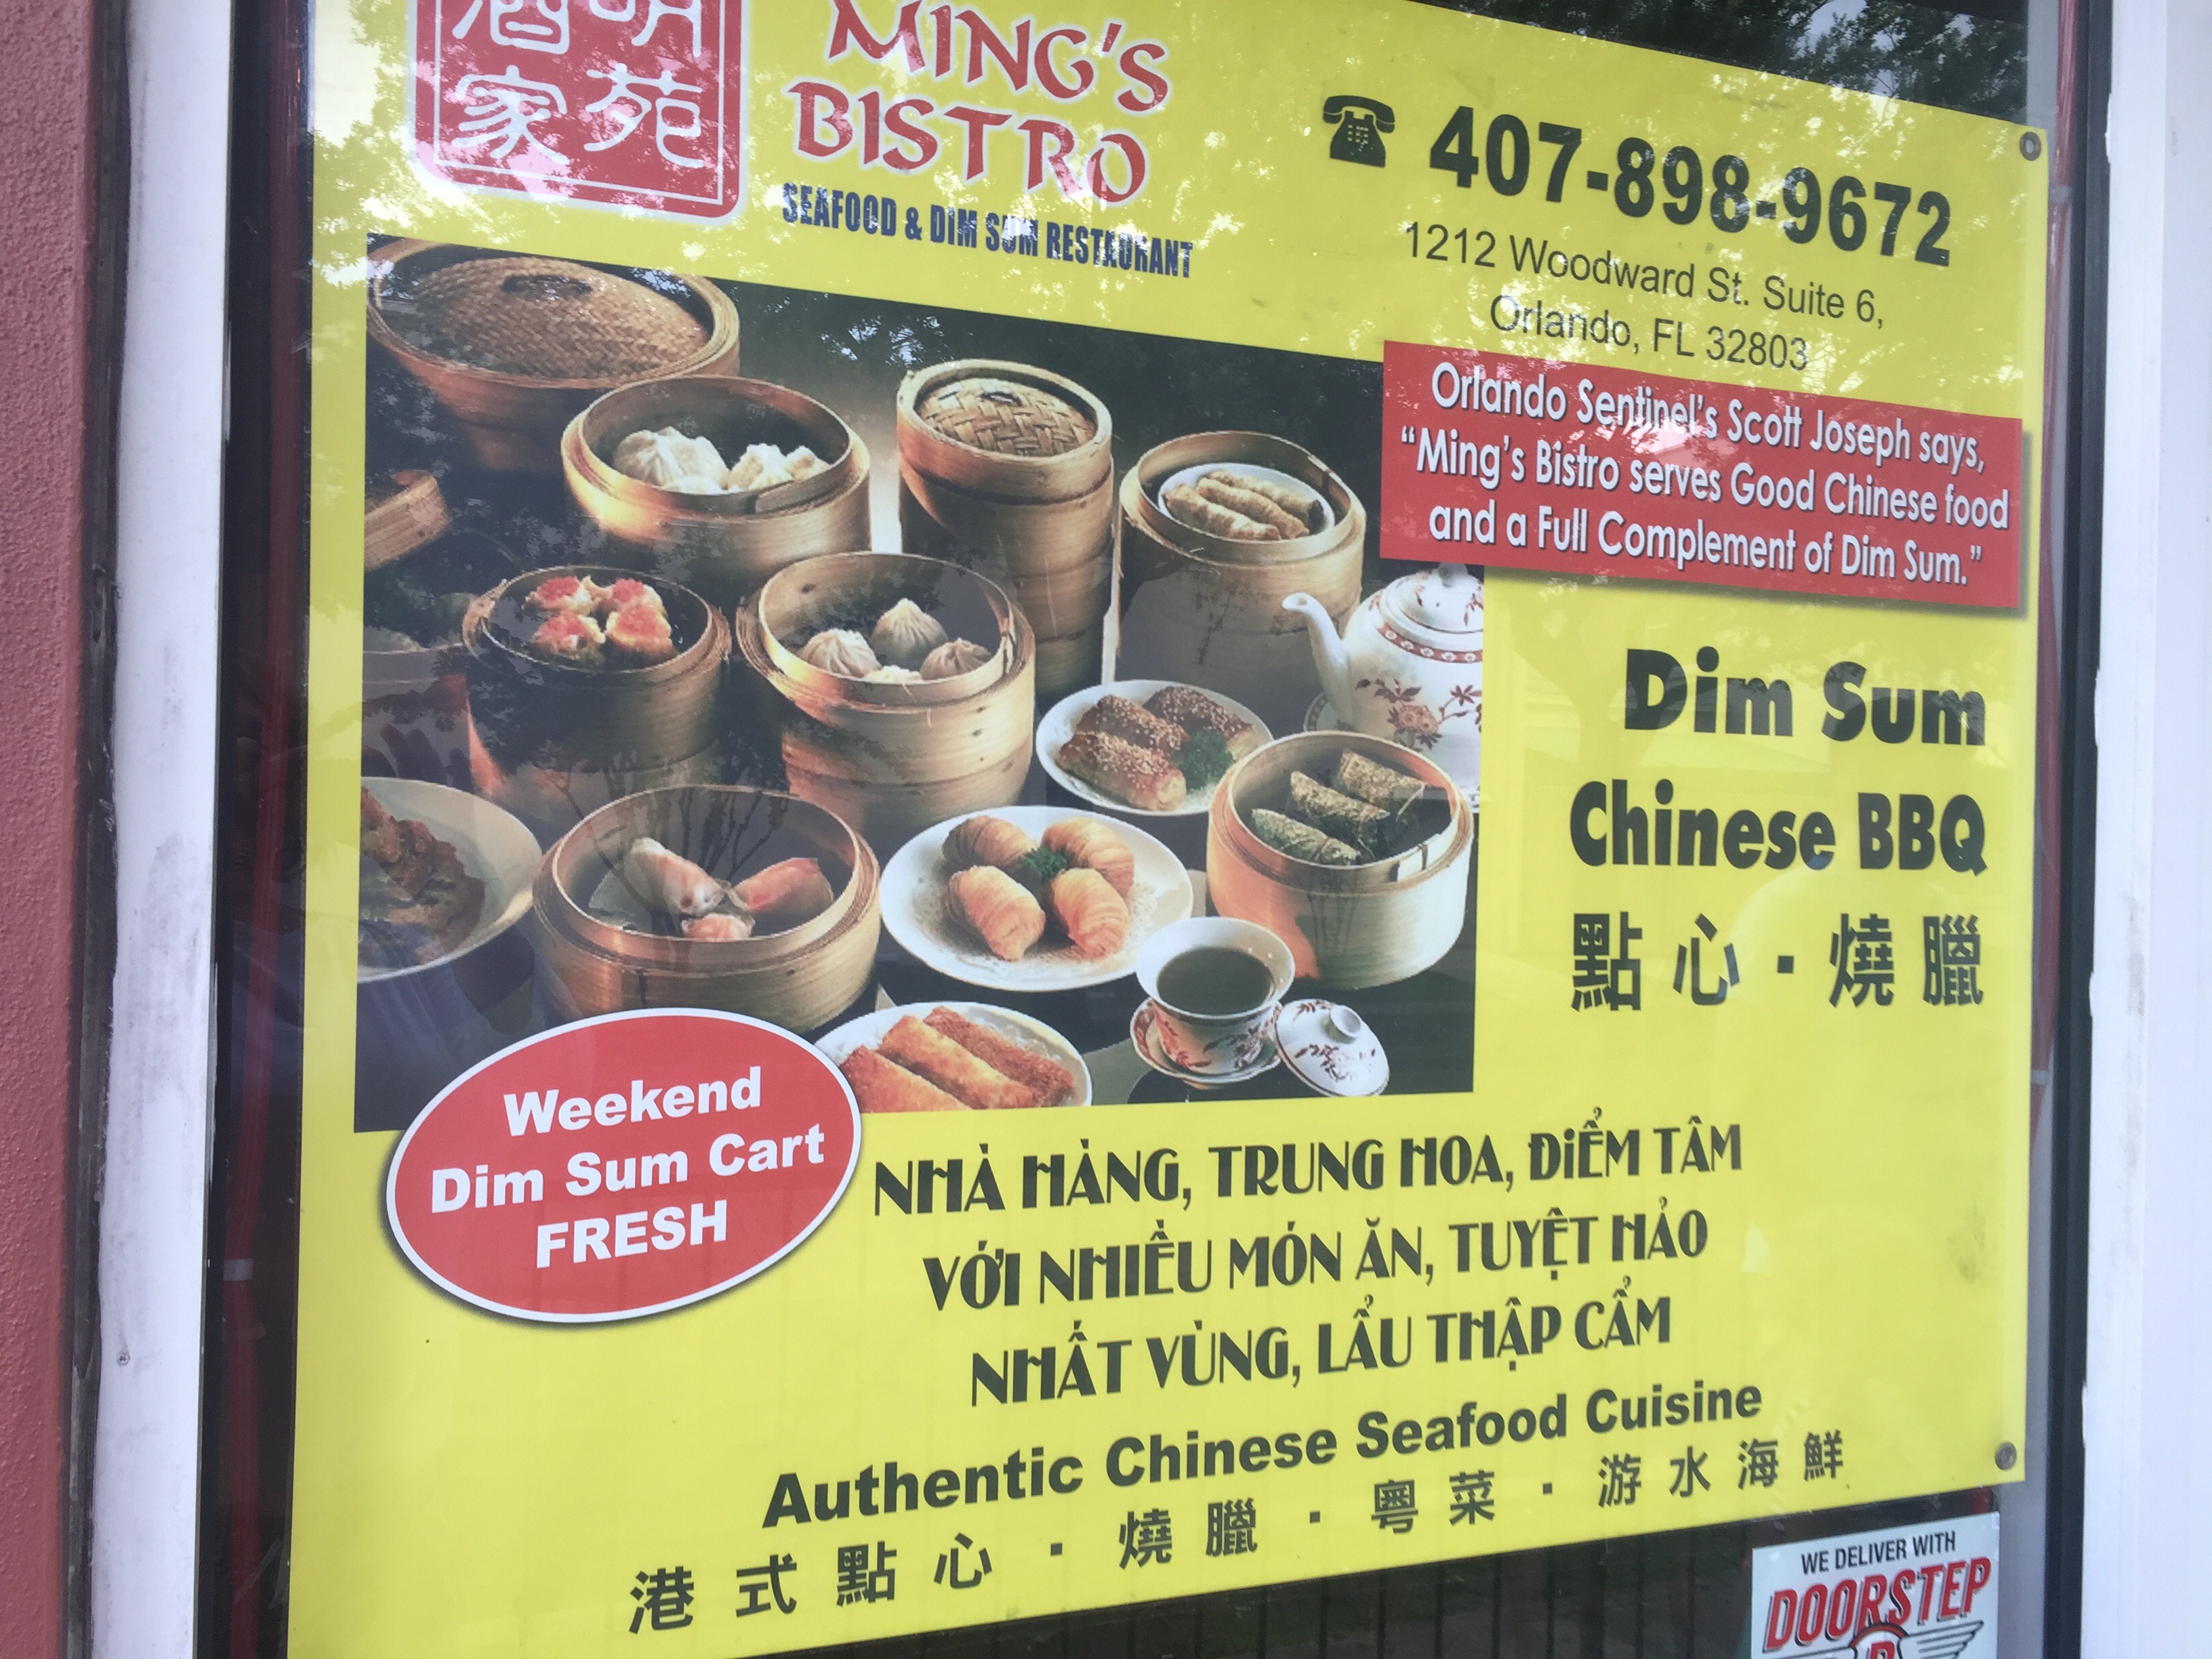 酒明
家苑
MING'S
BISTRO
SEAFOOD & DIM SUM RESTAURANT
407-898-9672
1212 Woodward St. Suite 6,
Orlando, FL 32803
Orlando Sentinel's Scott Joseph says,
“Ming's Bistro serves Good Chinese food
and a Full Complement of Dim Sum.”
Dim Sum
Chinese BBQ
點心·燒臘
Weekend
Dim Sum Cart
FRESH
NHÀ HÀNG, TRUNG HOA, ĐiỂM TÂM
VỚI NHIỀU MÓN ĂN, TUYỆT HẢO
NHẤT VÙNG, LẨU THẬP CẨM
Authentic Chinese Seafood Cuisine
港式點心·燒臘·粵菜·游水海鮮
WE DELIVER WITH
DOORSTEP
D